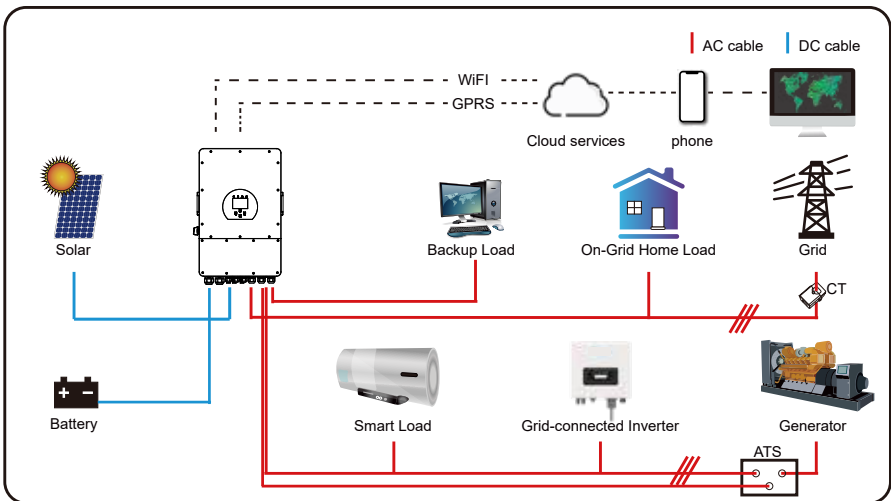 AC cable
DC cable
WiFI
GPRS
Cloud services
phone
Solar
Backup Load
On-Grid Home Load
Grid
CT
Battery
Smart Load
Grid-connected Inverter
Generator
ATS